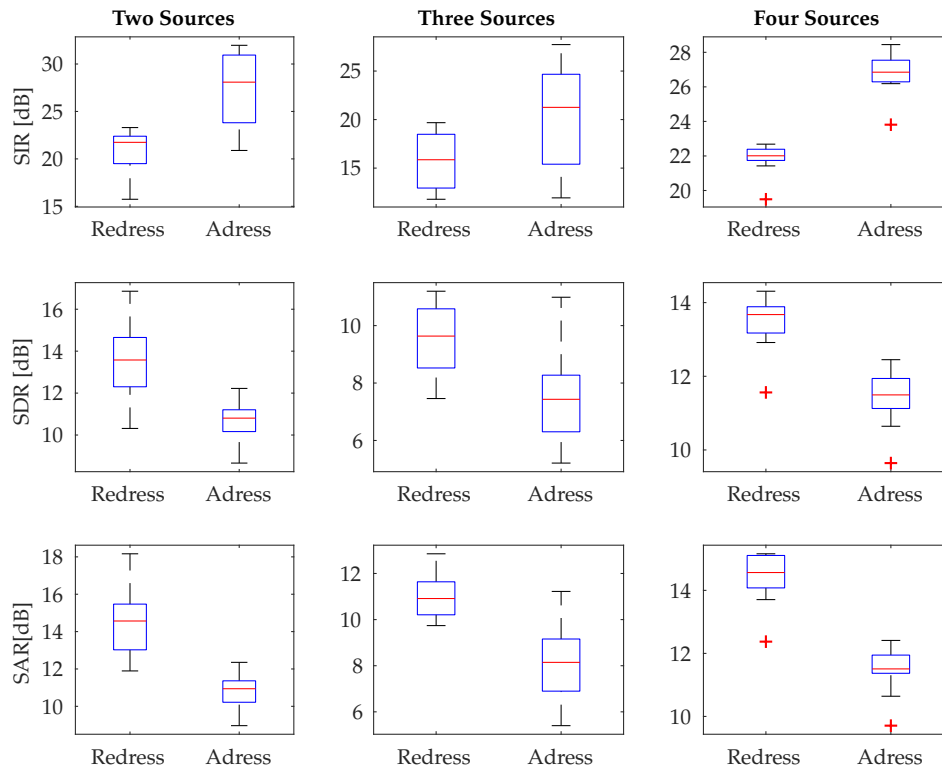 Two Sources Three Sources Four Sources
SIR [dB]
30
25
20
15
Redress Adress
25
20
15
Redress Adress
28
26
24
22
20
Redress Adress
SDR [dB]
16
14
12
10
Redress Adress
10
8
6
Redress Adress
14
12
10
Redress Adress
SAR[dB]
18
16
14
12
10
Redress Adress
12
10
8
6
Redress Adress
14
12
10
Redress Adress